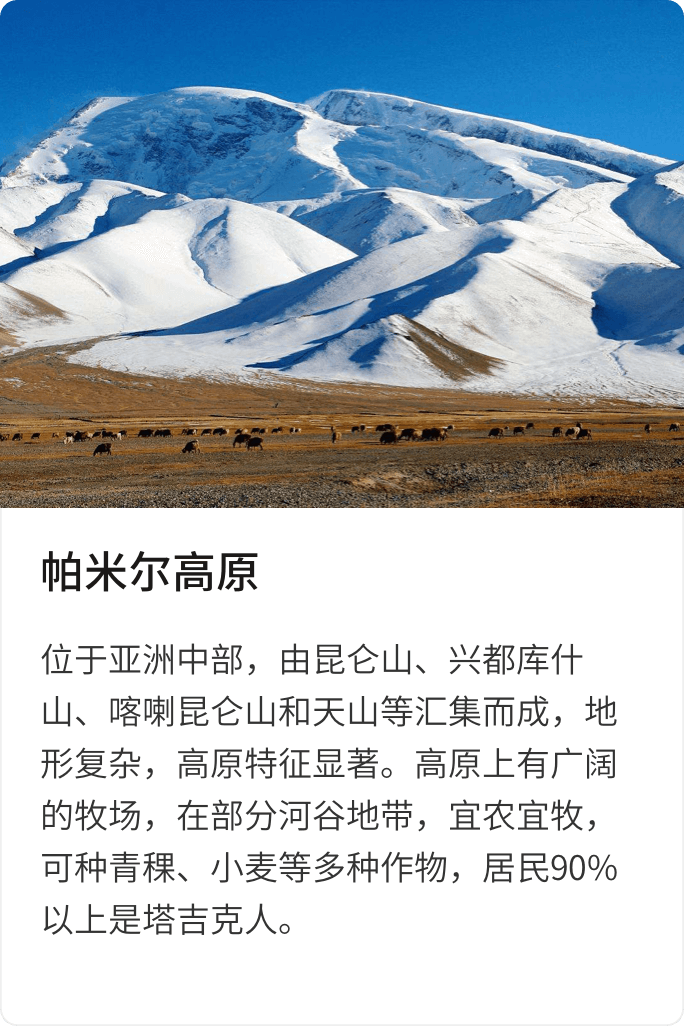 帕米尔高原
位于亚洲中部，由昆仑山、兴都库什
山、喀喇昆仑山和天山等汇集而成，地
形复杂，高原特征显著。高原上有广阔
的牧场，在部分河谷地带，宜农宜牧，
可种青稞、小麦等多种作物，居民90%
以上是塔吉克人。